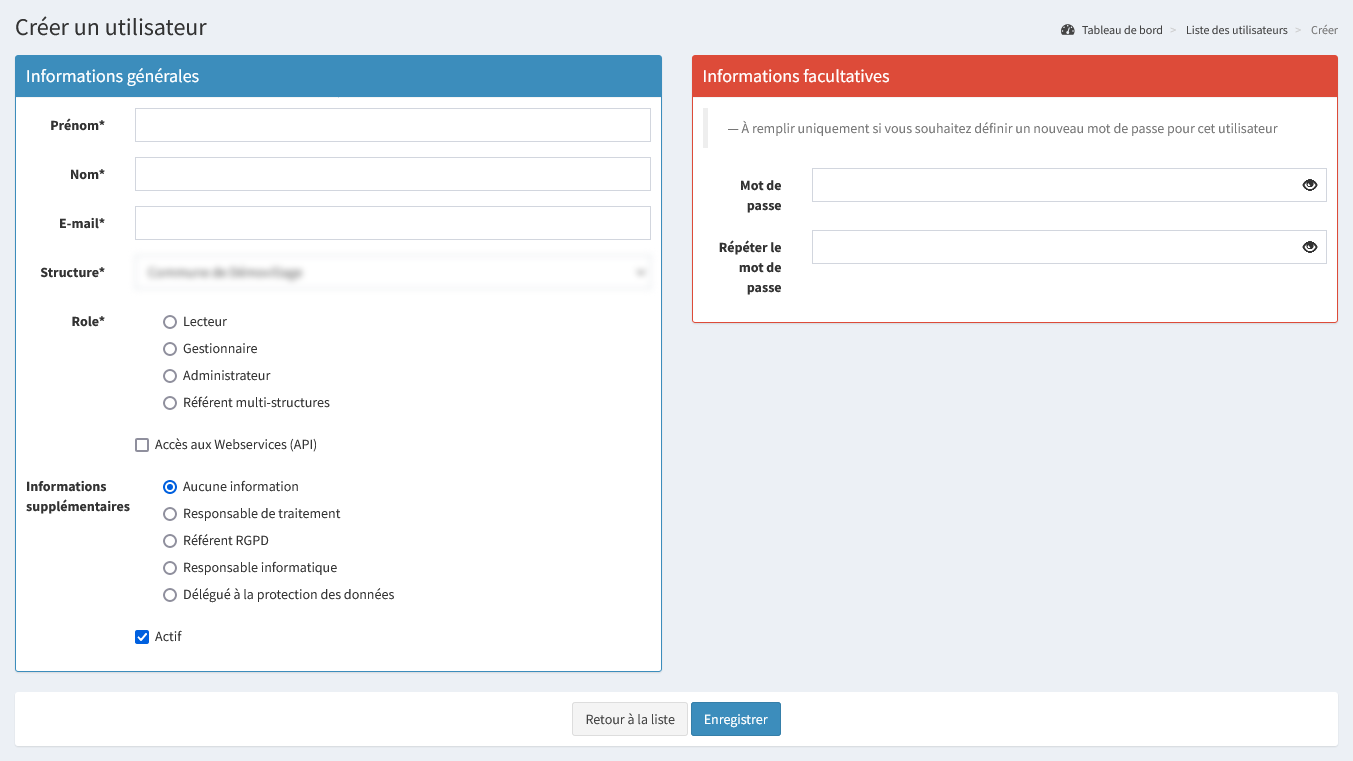 Créer un utilisateur
Tableau de bord > Liste des utilisateurs > Créer
Informations générales
Prénom*
Nom*
E-mail*
Structure*
Role*
Lecteur
Gestionnaire
Administrateur
Référent multi-structures
Accès aux Webservices (API)
Informations
supplémentaires
Aucune information
Responsable de traitement
Référent RGPD
Responsable informatique
Délégué à la protection des données
Actif
Informations facultatives
— À remplir uniquement si vous souhaitez définir un nouveau mot de passe pour cet utilisateur
Mot de
passe
Répéter le
mot de
passe
Retour à la liste
Enregistrer